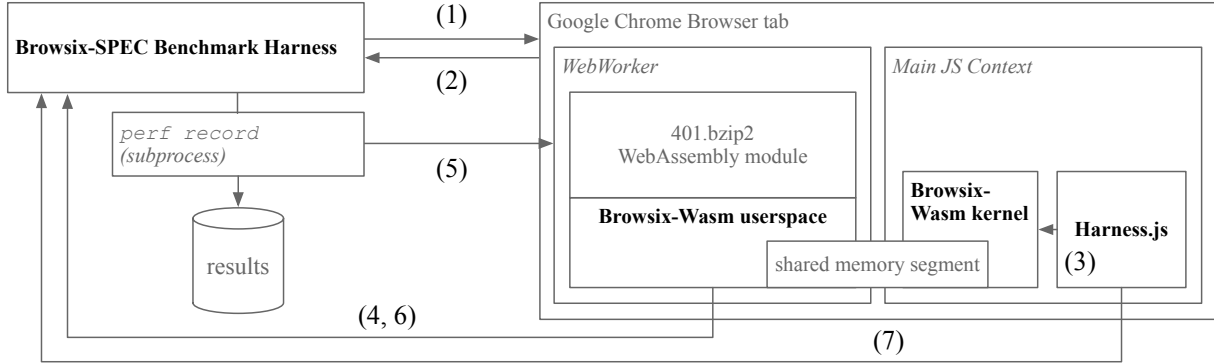 (1)
Google Chrome Browser tab
Browsix-SPEC Benchmark Harness
(2)
WebWorker
Main JS Context
perf record
(subprocess)
(5)
401.bzip2
WebAssembly module
Browsix-Wasm userspace
Browsix-
Wasm kernel
Harness.js
(3)
shared memory segment
results
(4, 6)
(7)